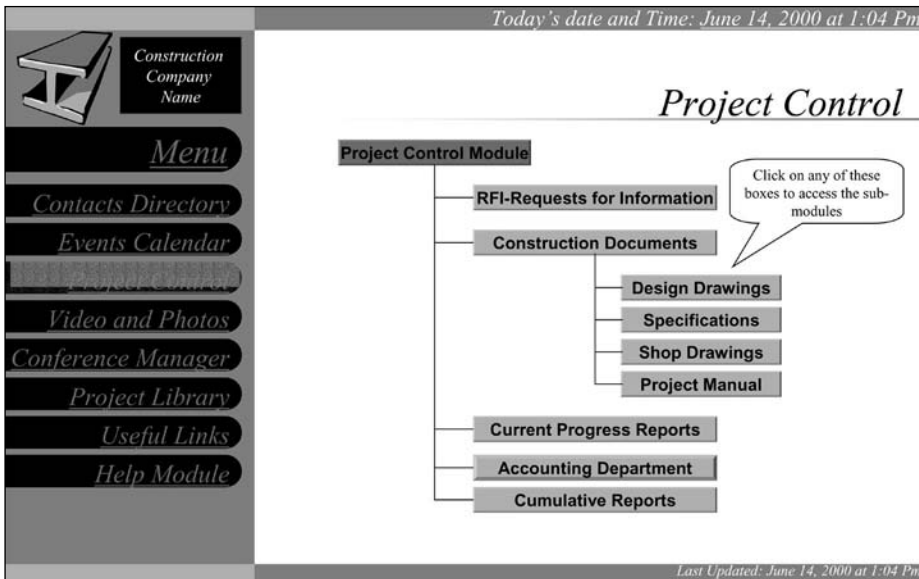 Today's date and Time: June 14, 2000 at 1:04 Pm
Construction
Company
Name
Project Control
Menu
Contacts Directory
Events Calendar
Project Control
Video and Photos
Conference Manager
Project Library
Useful Links
Help Module
Project Control Module
RFI-Requests for Information
Click on any of these
boxes to access the sub-
modules
Construction Documents
Design Drawings
Specifications
Shop Drawings
Project Manual
Current Progress Reports
Accounting Department
Cumulative Reports
Last Updated: June 14, 2000 at 1:04 Pm